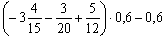 (-3 4/15 - 3/20 + 5/12) · 0,6 - 0,6